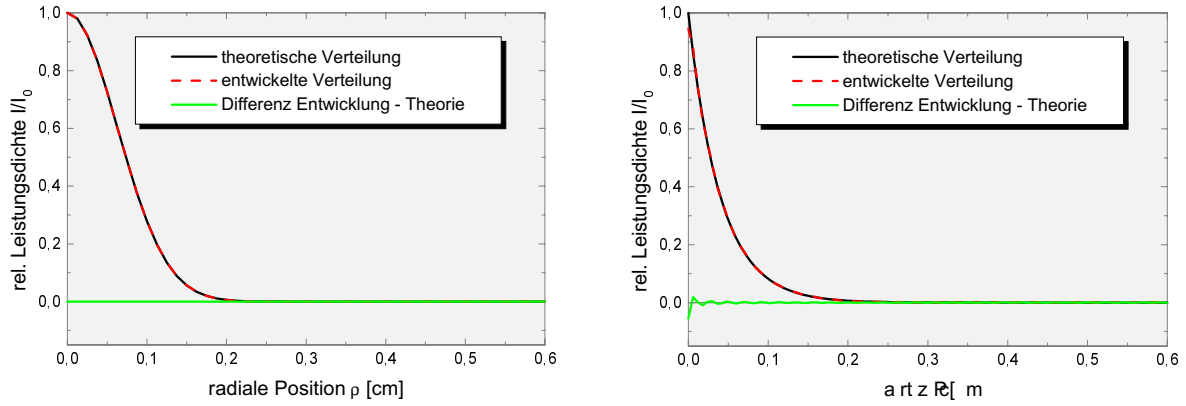 theoretische Verteilung
entwickelte Verteilung
Differenz Entwicklung - Theorie
rel. Leistungsdichte I/I0
1,0
0,8
0,6
0,4
0,2
0,0
0,0 0,1 0,2 0,3 0,4 0,5 0,6
radiale Position ρ [cm]
theoretische Verteilung
entwickelte Verteilung
Differenz Entwicklung - Theorie
rel. Leistungsdichte I/I0
1,0
0,8
0,6
0,4
0,2
0,0
0,0 0,1 0,2 0,3 0,4 0,5 0,6